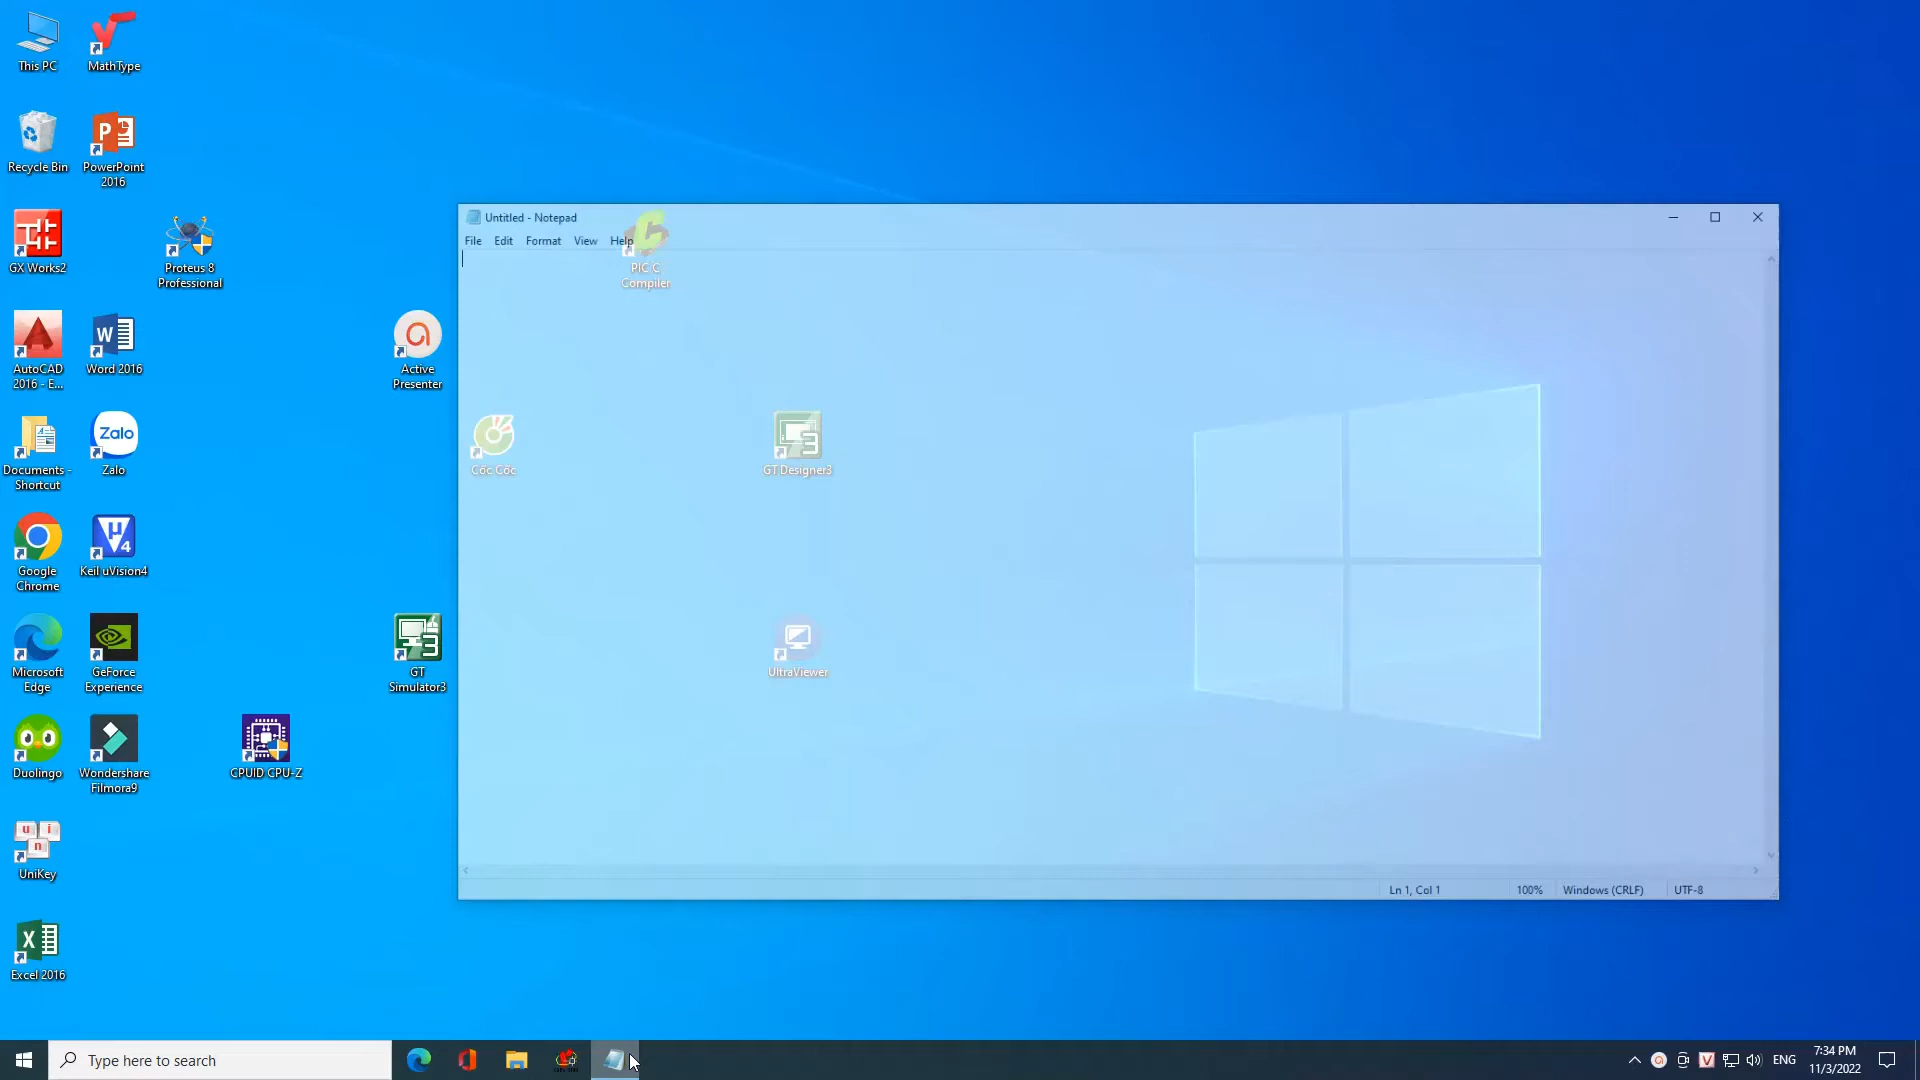 This PC
MathType
Recycle Bin
PowerPoint
2016
GX Works2
Proteus 8
Professional
AutoCAD
2016 - E...
Word 2016
Active
Presenter
Documents -
Shortcut
Zalo
Zalo
Google
Chrome
Keil uVision4
Microsoft
Edge
GeForce
Experience
GT
Simulator3
Duolingo
Wondershare
Filmora9
CPUID CPU-Z
UniKey
Excel 2016
Untitled - Notepad
File Edit Format View Help
PIC C
Compiler
Cốc Cốc
GT Designer3
UltraViewer
Ln 1, Col 1 100% Windows (CRLF) UTF-8
Type here to search
ENG
7:34 PM
11/3/2022